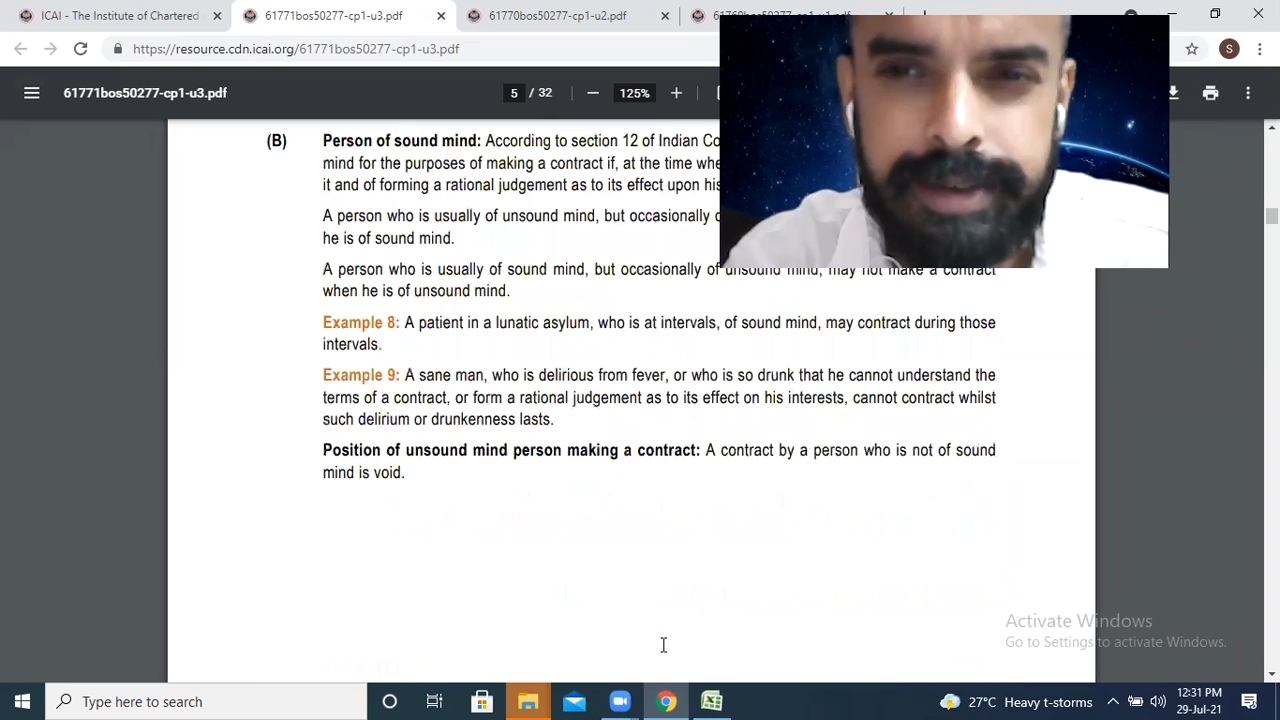 ICAI - The Institute of Chartered
61771bos50277-cp1-u3.pdf
61770bos50277-cp1-u2.pdf
https://resource.cdn.icai.org/61771bos50277-cp1-u3.pdf
S
61771bos50277-cp1-u3.pdf
5 / 32
125%
(B) Person of sound mind: According to section 12 of Indian Co
mind for the purposes of making a contract if, at the time whe
it and of forming a rational judgement as to its effect upon his
A person who is usually of unsound mind, but occasionally
he is of sound mind.
A person who is usually of sound mind, but occasionally of unsound mind, may not make a contract
when he is of unsound mind.
Example 8: A patient in a lunatic asylum, who is at intervals, of sound mind, may contract during those
intervals.
Example 9: A sane man, who is delirious from fever, or who is so drunk that he cannot understand the
terms of a contract, or form a rational judgement as to its effect on his interests, cannot contract whilst
such delirium or drunkenness lasts.
Position of unsound mind person making a contract: A contract by a person who is not of sound
mind is void.
Activate Windows
Go to Settings to activate Windows.
Type here to search
27°C Heavy t-storms
12:31 PM
29-Jul-21